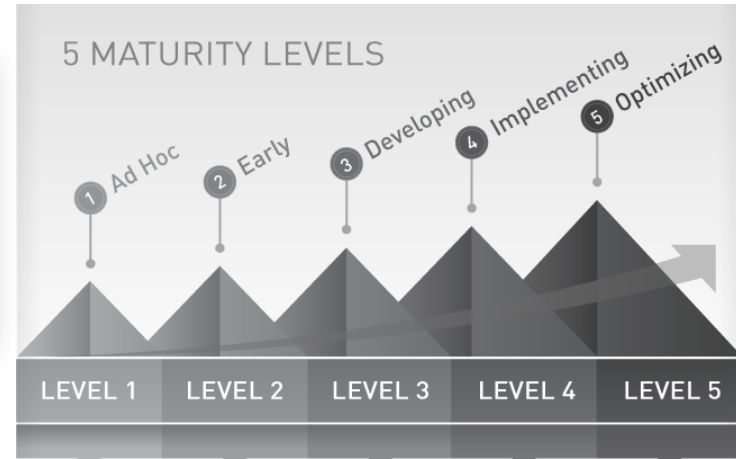 5 MATURITY LEVELS
1 Ad Hoc
2 Early
3 Developing
4 Implementing
5 Optimizing
LEVEL 1
LEVEL 2
LEVEL 3
LEVEL 4
LEVEL 5